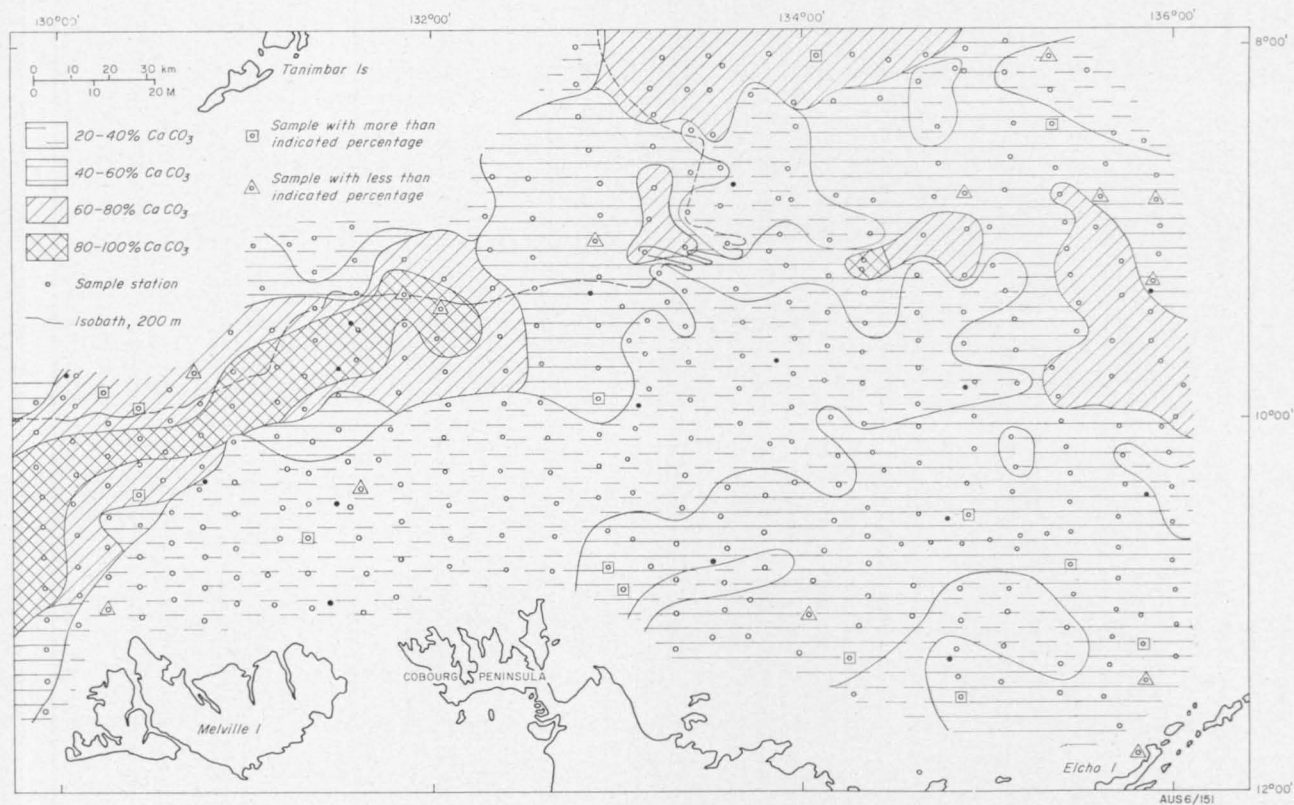 130°00'
132°00'
134°00'
136°00'
8°00'
0 10 20 30 km
0 10 20 M
Tanimbar Is
20-40% CaCO3
40-60% CaCO3
60-80% CaCO3
80-100% CaCO3
Sample station
Isobath, 200 m
Sample with more than
indicated percentage
Sample with less than
indicated percentage
10°00'
COBOURG PENINSULA
Melville I
Elcho I
12°00'
AUS 6/151